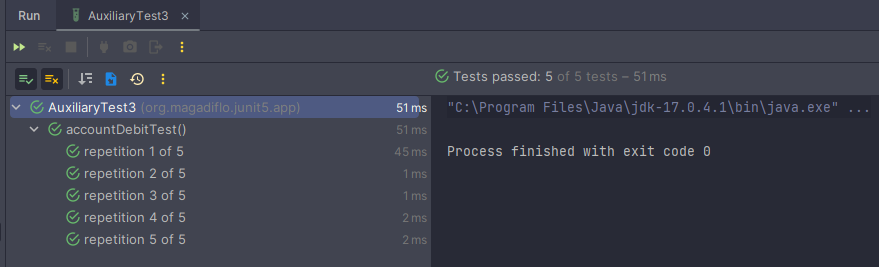 Run AuxiliaryTest3
Tests passed: 5 of 5 tests – 51 ms
AuxiliaryTest3 (org.magadiflo.junit5.app) 51 ms
accountDebitTest() 51 ms
repetition 1 of 5 45 ms
repetition 2 of 5 1 ms
repetition 3 of 5 1 ms
repetition 4 of 5 2 ms
repetition 5 of 5 2 ms
"C:\Program Files\Java\jdk-17.0.4.1\bin\java.exe" ...
Process finished with exit code 0